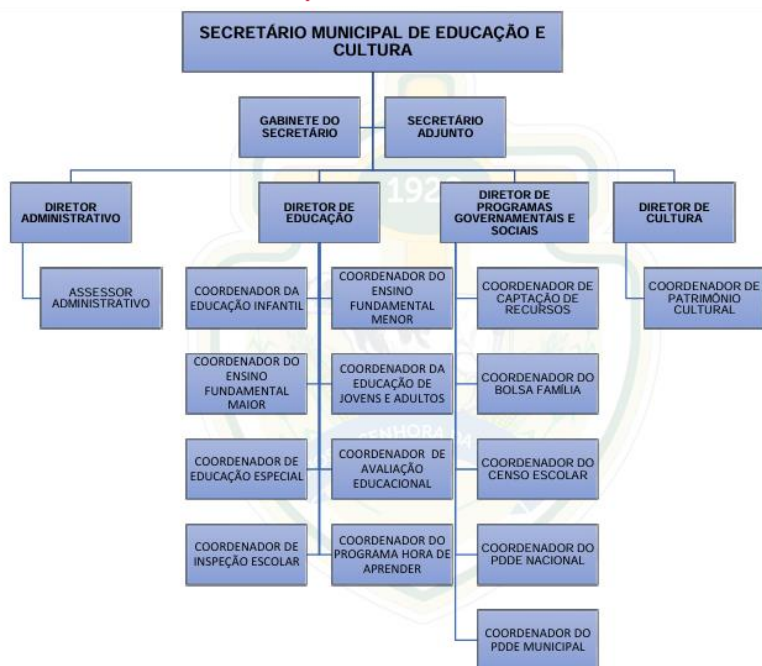 SECRETÁRIO MUNICIPAL DE EDUCAÇÃO E
CULTURA
GABINETE DO
SECRETÁRIO
SECRETÁRIO
ADJUNTO
1928
DIRETOR
ADMINISTRATIVO
DIRETOR DE
EDUCAÇÃO
DIRETOR DE
PROGRAMAS
GOVERNAMENTAIS E
SOCIAIS
DIRETOR DE
CULTURA
ASSESSOR
ADMINISTRATIVO
COORDENADOR DA
EDUCAÇÃO INFANTIL
COORDENADOR DO
ENSINO
FUNDAMENTAL
MENOR
COORDENADOR DE
CAPTAÇÃO DE
RECURSOS
COORDENADOR DE
PATRIMÔNIO
CULTURAL
COORDENADOR DO
ENSINO
FUNDAMENTAL
MAIOR
COORDENADOR DA
EDUCAÇÃO DE
JOVENS E ADULTOS
COORDENADOR DO
BOLSA FAMÍLIA
COORDENADOR DE
EDUCAÇÃO ESPECIAL
COORDENADOR DE
AVALIAÇÃO
EDUCACIONAL
COORDENADOR DO
CENSO ESCOLAR
COORDENADOR DE
INSPEÇÃO ESCOLAR
COORDENADOR DO
PROGRAMA HORA DE
APRENDER
COORDENADOR DO
PDDE NACIONAL
COORDENADOR DO
PDDE MUNICIPAL